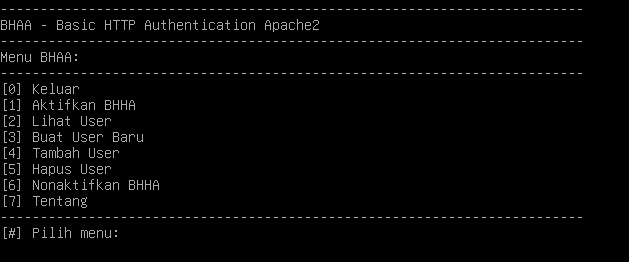 -------------------------------------------------------------------------
BHAA - Basic HTTP Authentication Apache2
-------------------------------------------------------------------------
Menu BHAA:
-------------------------------------------------------------------------
[0] Keluar
[1] Aktifkan BHHA
[2] Lihat User
[3] Buat User Baru
[4] Tambah User
[5] Hapus User
[6] Nonaktifkan BHHA
[7] Tentang
-------------------------------------------------------------------------
[#] Pilih menu: